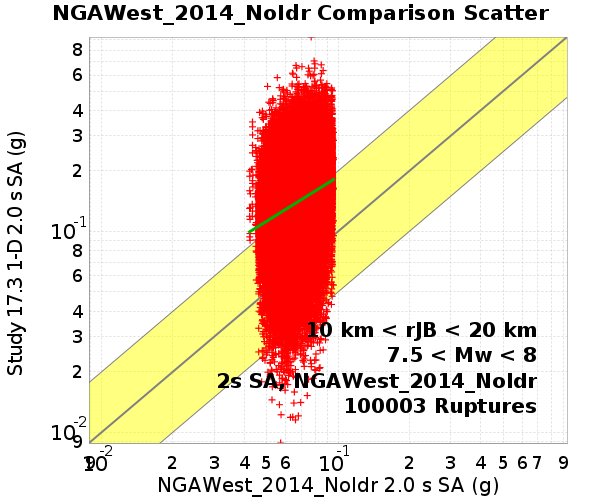 NGAWest_2014_NoIdr Comparison Scatter
Study 17.3 1-D 2.0 s SA (g)
8
6
4
3
2
10-1
8
6
4
3
2
10-2
9
10 km < rJB < 20 km
7.5 < Mw < 8
2s SA, NGAWest_2014_NoIdr
100003 Ruptures
9 10-2 2 3 4 5 6 10-1 2 3 4 5 6 7 9
NGAWest_2014_NoIdr 2.0 s SA (g)